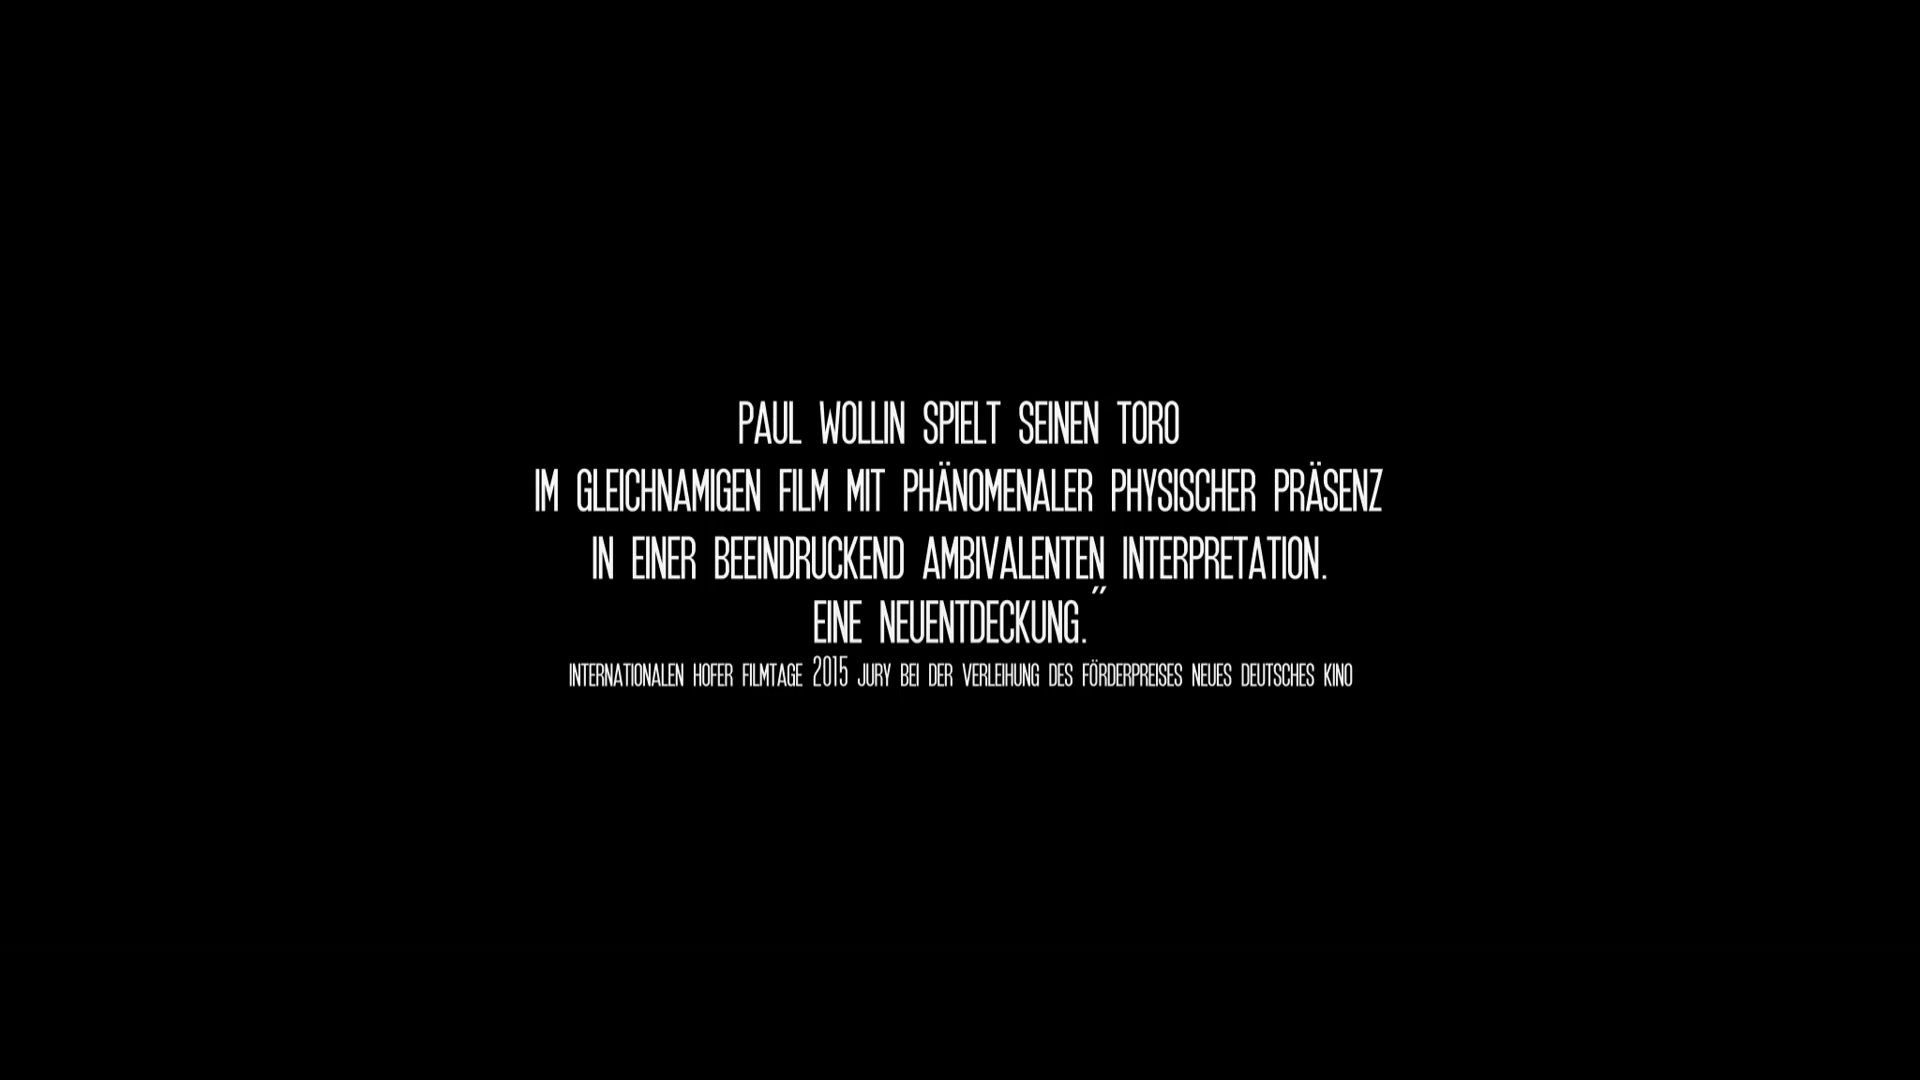 PAUL WOLLIN SPIELT SEINEN TORO
IM GLEICHNAMIGEN FILM MIT PHÄNOMENALER PHYSISCHER PRÄSENZ
IN EINER BEEINDRUCKEND AMBIVALENTEN INTERPRETATION.
EINE NEUENTDECKUNG."
INTERNATIONALEN HOFER FILMTAGE 2015 JURY BEI DER VERLEIHUNG DES FÖRDERPREISES NEUES DEUTSCHES KINO